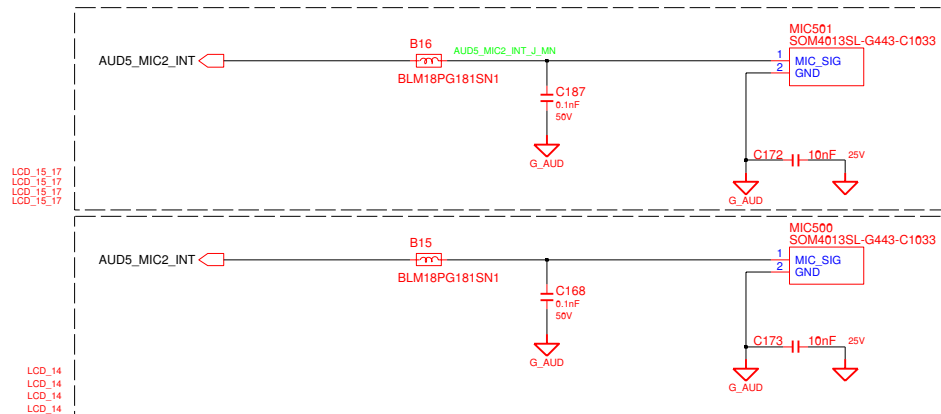 MIC501
SOM4013SL-G443-C1033
B16
AUD5_MIC2_INT_J_MN
AUD5_MIC2_INT
1
MIC_SIG
2
GND
BLM18PG181SN1
C187
0.1nF
50V
G_AUD
C172
10nF
25V
LCD_15_17
LCD_15_17
LCD_15_17
LCD_15_17
G_AUD
MIC500
SOM4013SL-G443-C1033
B15
AUD5_MIC2_INT
1
MIC_SIG
2
GND
BLM18PG181SN1
C168
0.1nF
50V
G_AUD
C173
10nF
25V
LCD_14
LCD_14
LCD_14
LCD_14
G_AUD